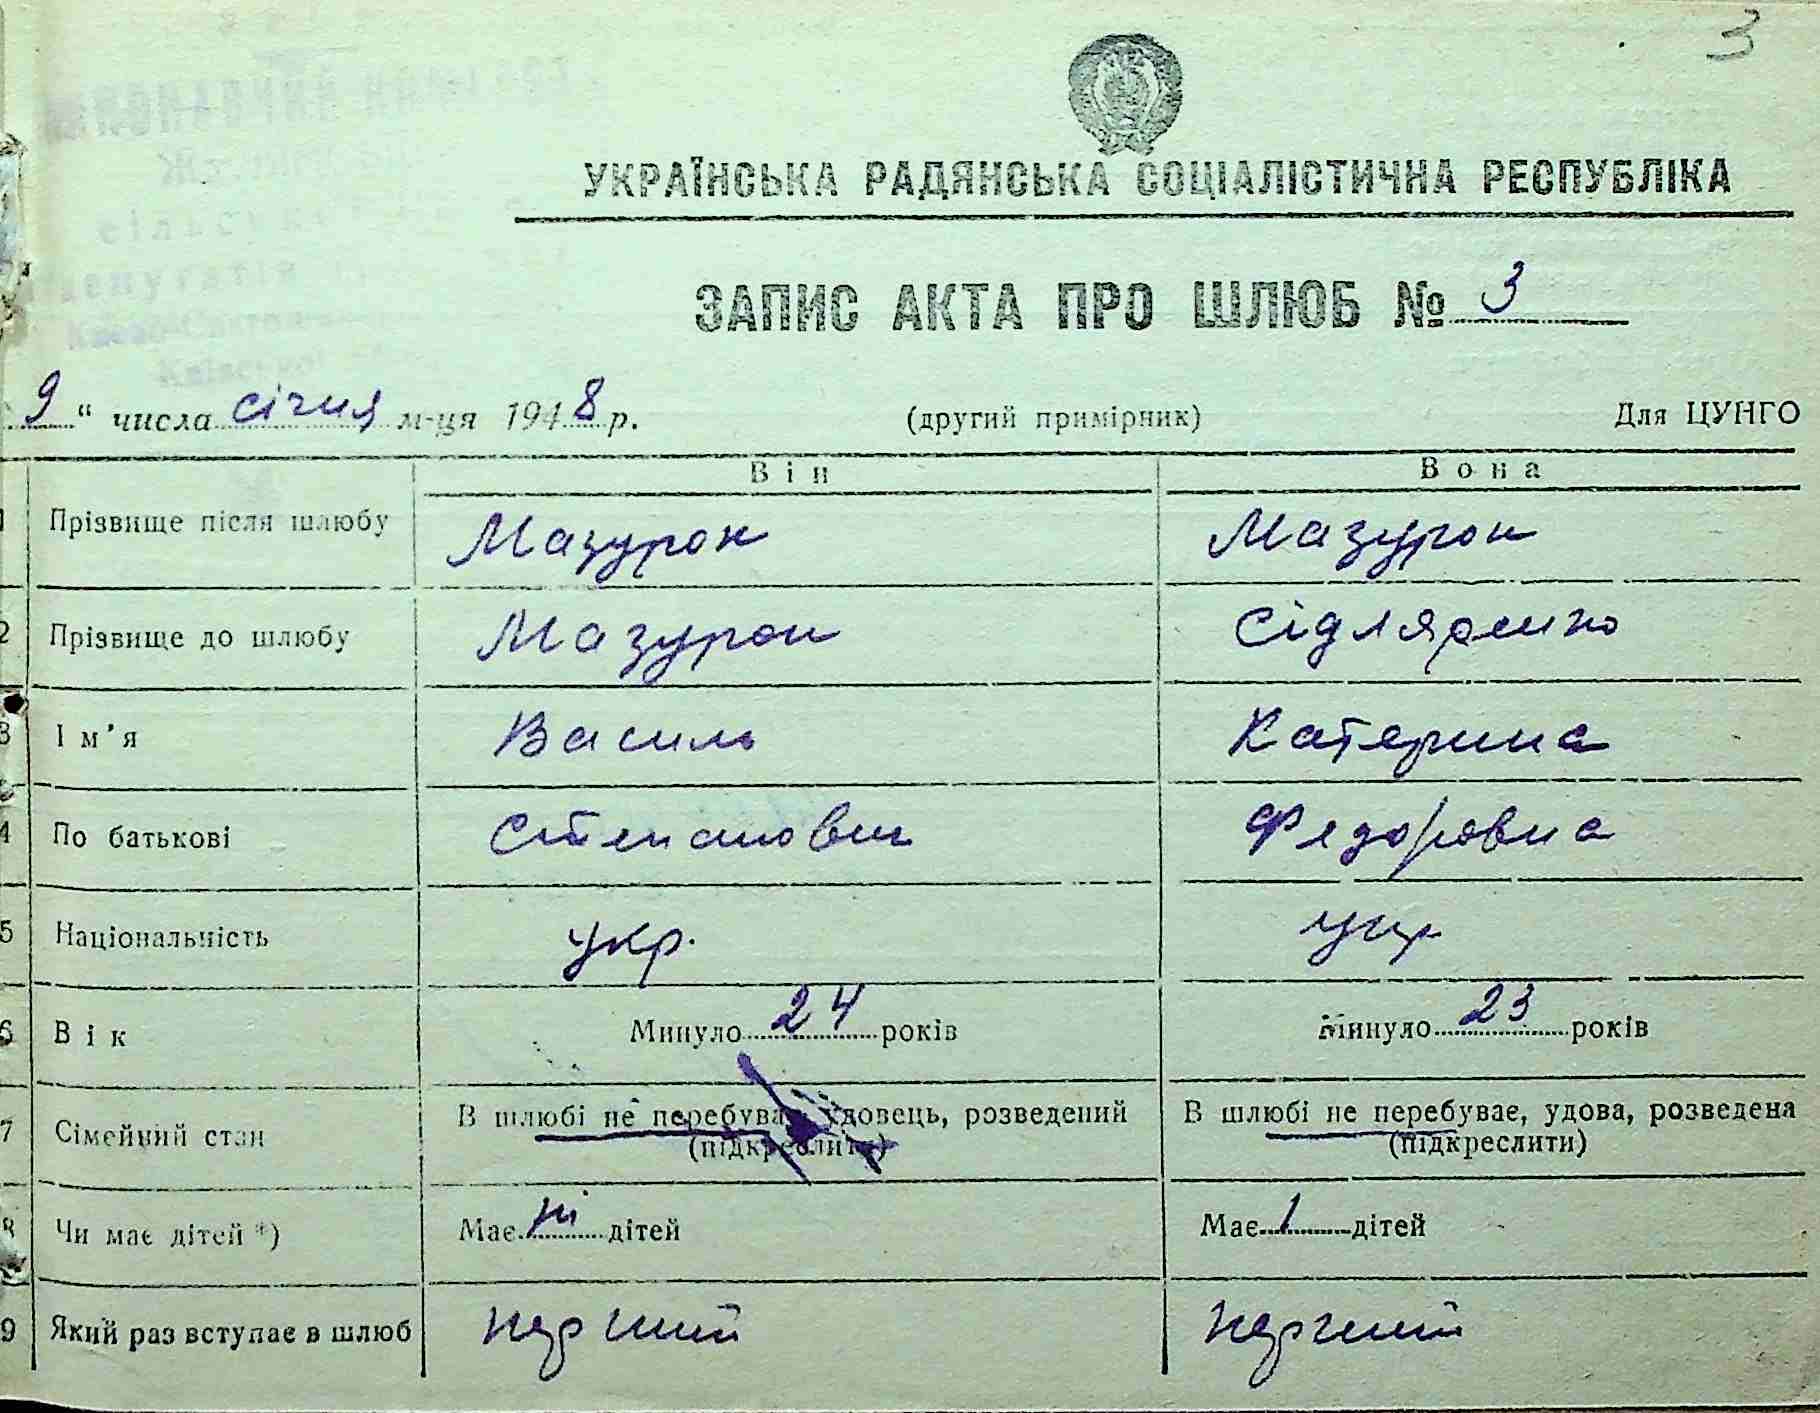 3
УКРАЇНСЬКА РАДЯНСЬКА СОЦІАЛІСТИЧНА РЕСПУБЛІКА
ЗАПИС АКТА ПРО ШЛЮБ № 3
9 " числа січня м-ця 1948 р. (другий примірник) Для ЦУНГО
Він Вона
1 Прізвище після шлюбу Мазурок Мазурок
2 Прізвище до шлюбу Мазурок
3 Ім'я Василь Катерина
4 По батькові Степанович Федоровна
5 Національність укр. укр
6 Вік Минуло 24 років Минуло 23 років
7 Сімейний стан В шлюбі не перебуває, удовець, розведений В шлюбі не перебуває, удова, розведена
(підкреслити) (підкреслити)
8 Чи має дітей *) Має ні дітей Має 1 дітей
9 Який раз вступає в шлюб перший перший